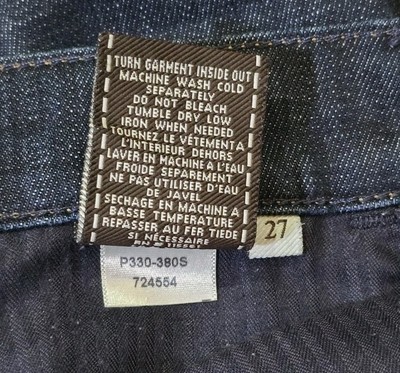 TURN GARMENT INSIDE OUT
MACHINE WASH COLD
SEPARATELY
DO NOT BLEACH
TUMBLE DRY LOW
IRON WHEN NEEDED
TOURNEZ LE VÉTEMENT A
L'INTERIEUR DEHORS
LAVER EN MACHINE À L'EAU
FROIDE SEPAREMENT
NE PAS UTILISER D'EAU
DE JAVEL
SECHAGE EN MACHINE A
BASSE TEMPERATURE
REPASSER AU FER TIEDE
SI NÉCESSAIRE
27
P330-380S
724554